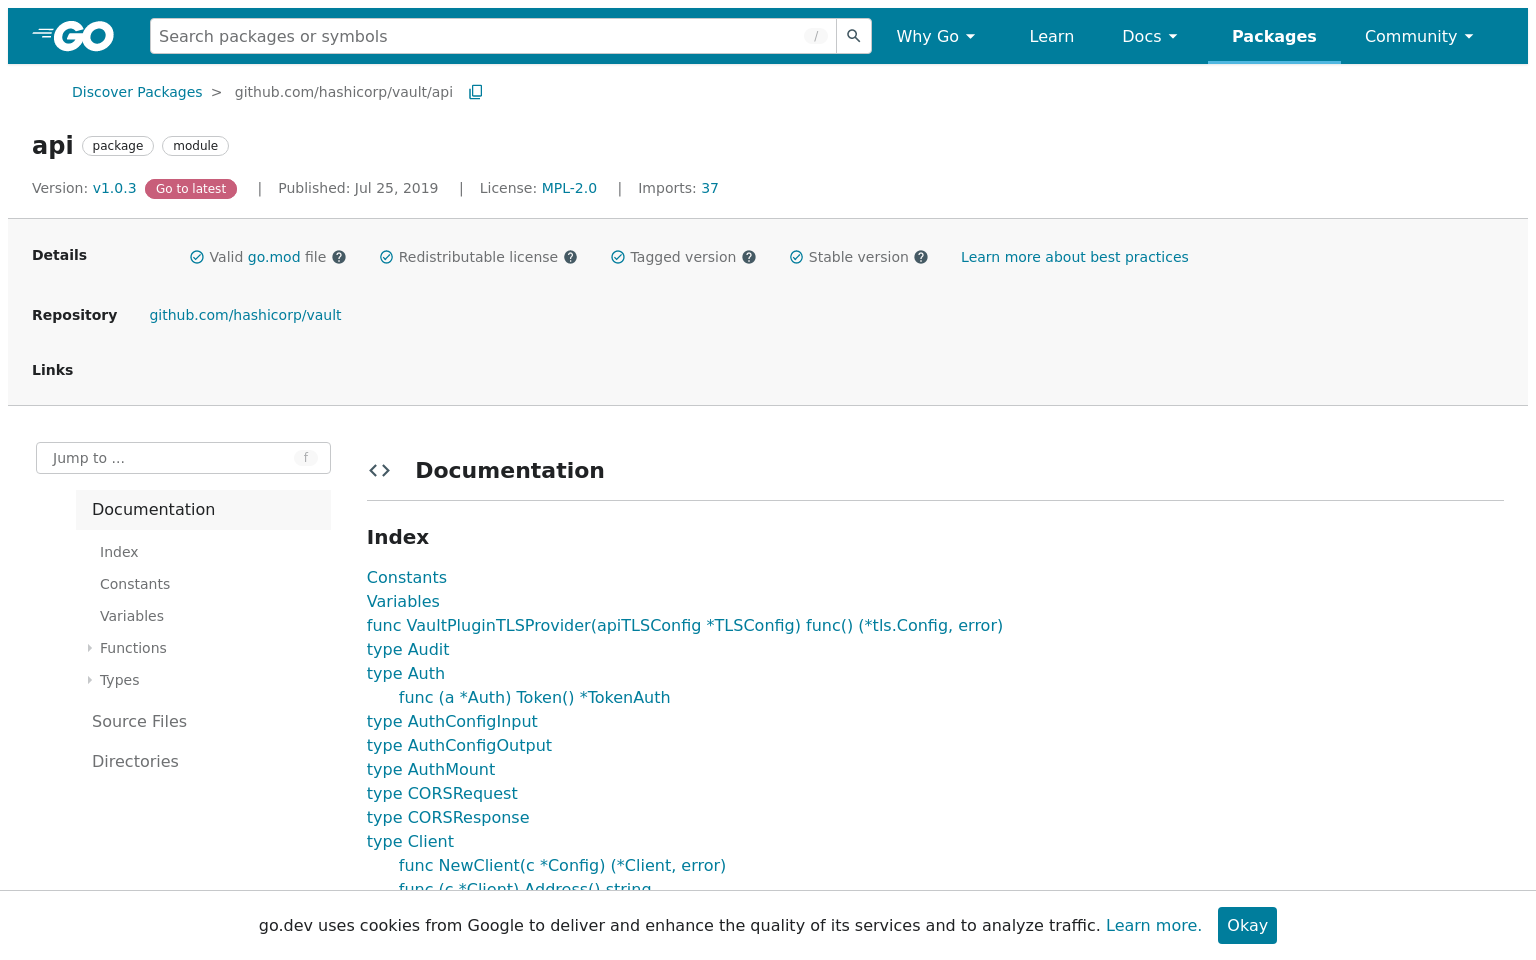 GO
Search packages or symbols /
Why Go
Learn
Docs
Packages
Community
Discover Packages > github.com/hashicorp/vault/api
api package module
Version: v1.0.3 Go to latest | Published: Jul 25, 2019 | License: MPL-2.0 | Imports: 37
Details
Valid go.mod file
Redistributable license
Tagged version
Stable version
Learn more about best practices
Repository
github.com/hashicorp/vault
Links
Jump to ... f
Documentation
Index
Constants
Variables
Functions
Types
Source Files
Directories
Documentation
Index
Constants
Variables
func VaultPluginTLSProvider(apiTLSConfig *TLSConfig) func() (*tls.Config, error)
type Audit
type Auth
func (a *Auth) Token() *TokenAuth
type AuthConfigInput
type AuthConfigOutput
type AuthMount
type CORSRequest
type CORSResponse
type Client
func NewClient(c *Config) (*Client, error)
func (c *Client) Address() string
go.dev uses cookies from Google to deliver and enhance the quality of its services and to analyze traffic. Learn more.
Okay